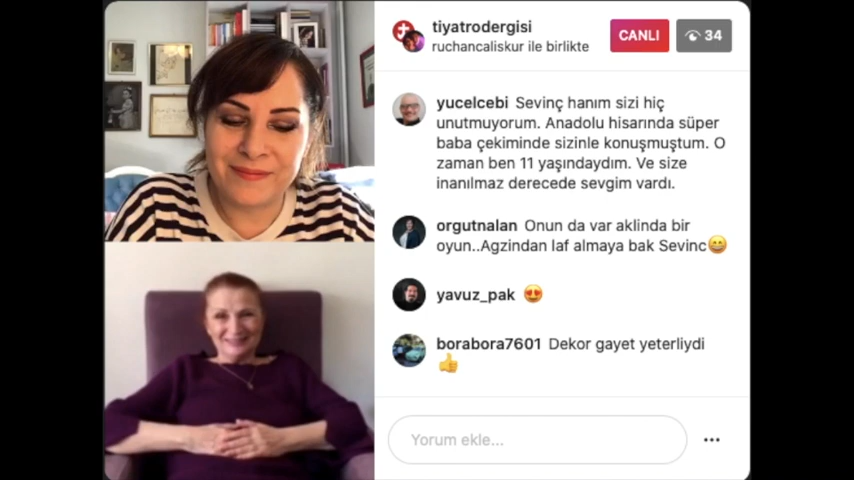 tiyatrodergisi
ruchancaliskur ile birlikte
CANLI
34
yucelcebi Sevinç hanım sizi hiç
unutmuyorum. Anadolu hisarında süper
baba çekiminde sizinle konuşmuştum. O
zaman ben 11 yaşındaydım. Ve size
inanılmaz derecede sevgim vardı.
orgutnalan Onun da var aklinda bir
oyun..Agzindan laf almaya bak Sevinc😄
yavuz_pak 😍
borabora7601 Dekor gayet yeterliydi
👍
Yorum ekle...